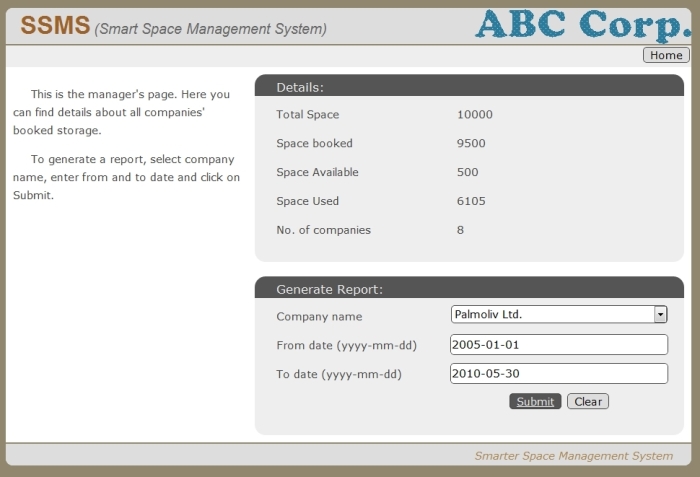 SSMS (Smart Space Management System)
ABC Corp.
Home
This is the manager's page. Here you
can find details about all companies'
booked storage.
To generate a report, select company
name, enter from and to date and click on
Submit.
Details:
Total Space 10000
Space booked 9500
Space Available 500
Space Used 6105
No. of companies 8
Generate Report:
Company name Palmoliv Ltd.
From date (yyyy-mm-dd) 2005-01-01
To date (yyyy-mm-dd) 2010-05-30
Submit Clear
Smarter Space Management System